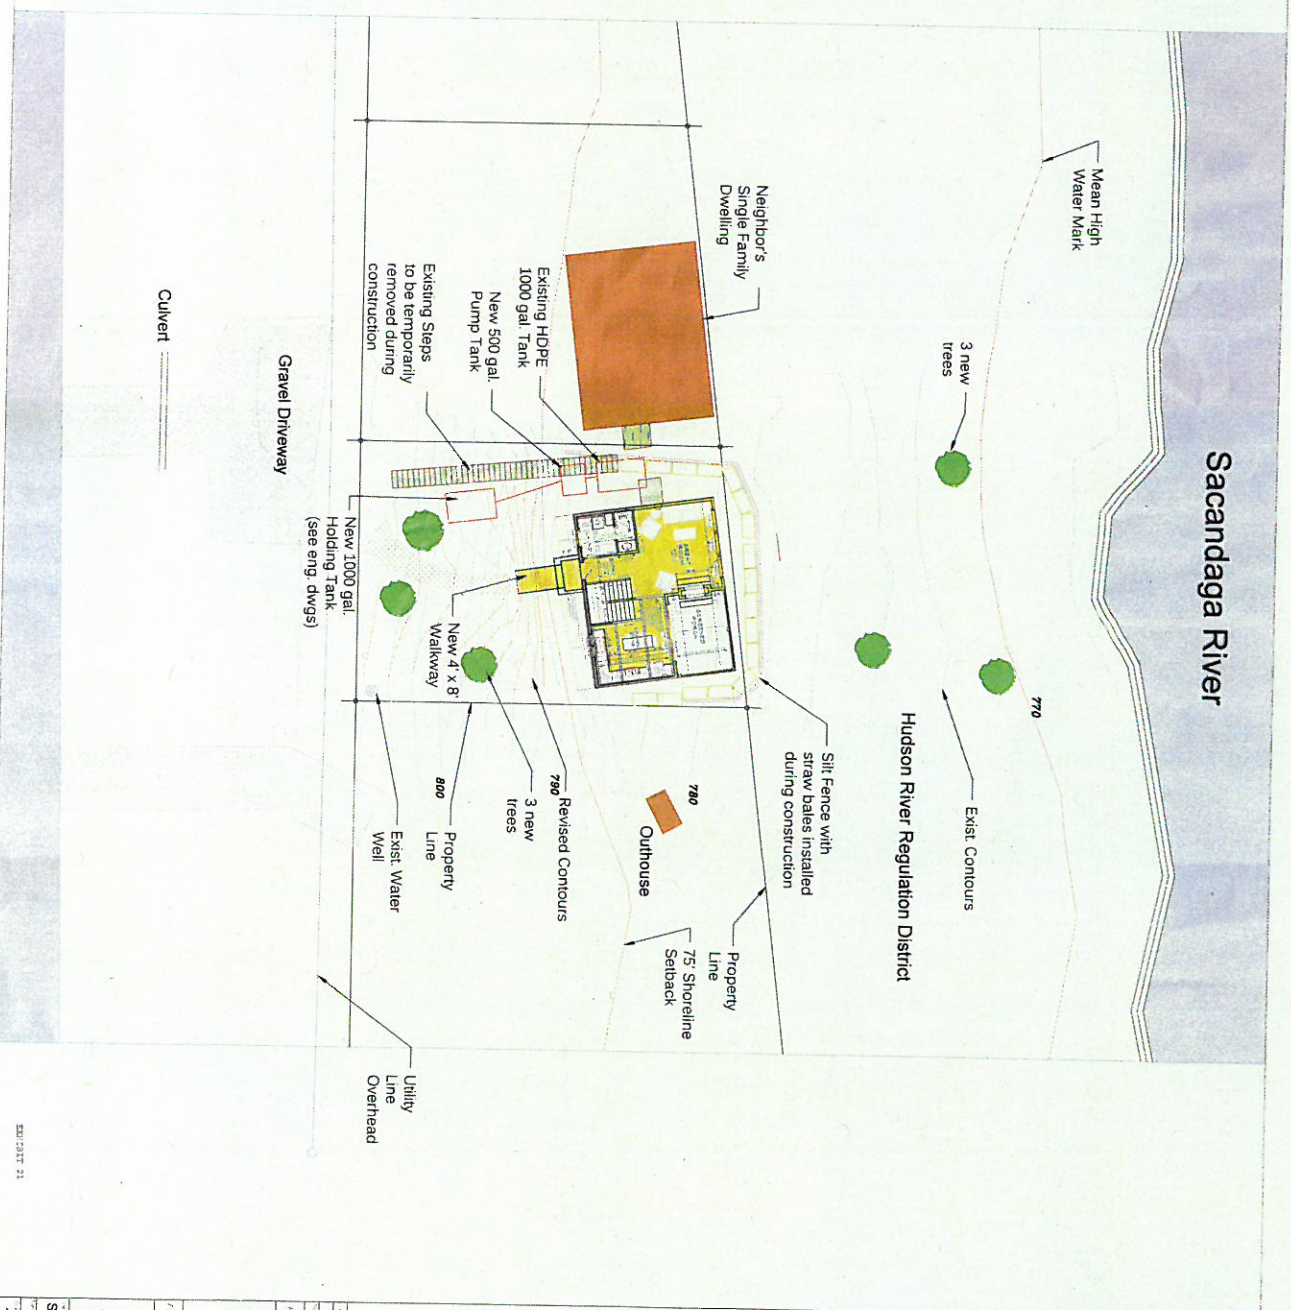 Sacandaga River
Mean High
Water Mark
3 new
trees
770
Exist. Contours
Hudson River Regulation District
Neighbor's
Single Family
Dwelling
Silt Fence with
straw bales installed
during construction
Property
Line
780
Outhouse
75' Shoreline
Setback
Existing HDPE
1000 gal. Tank
New 500 gal.
Pump Tank
Existing Steps
to be temporarily
removed during
construction
Revised Contours
790
3 new
trees
New 4' x 8'
Walkway
Property
Line
800
Exist. Water
Well
New 1000 gal.
Holding Tank
(see eng. dwgs)
Gravel Driveway
Utility
Line
Overhead
Culvert
EXHIBIT 21